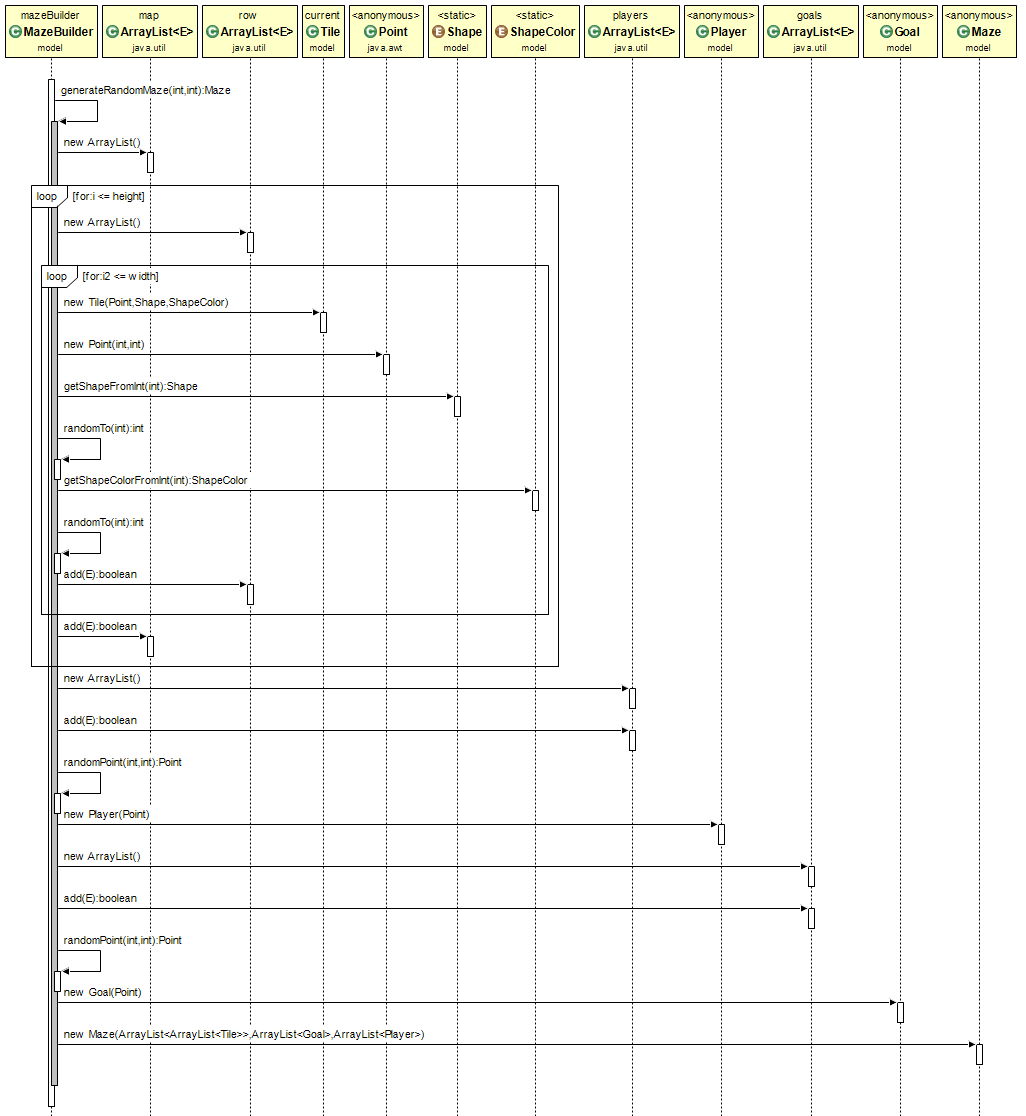 mazeBuilder map row current <anonymous> <static> <static> players <anonymous> goals <anonymous> <anonymous>
C MazeBuilder C ArrayList<E> C ArrayList<E> C Tile C Point E Shape E ShapeColor C ArrayList<E> C Player C ArrayList<E> C Goal C Maze
model java.util java.util model java.awt model model java.util model java.util model model
generateRandomMaze(int,int):Maze
new ArrayList()
loop [for:i <= height]
new ArrayList()
loop [for:i2 <= width]
new Tile(Point,Shape,ShapeColor)
new Point(int,int)
getShapeFromInt(int):Shape
randomTo(int):int
getShapeColorFromInt(int):ShapeColor
randomTo(int):int
add(E):boolean
add(E):boolean
new ArrayList()
add(E):boolean
randomPoint(int,int):Point
new Player(Point)
new ArrayList()
add(E):boolean
randomPoint(int,int):Point
new Goal(Point)
new Maze(ArrayList<ArrayList<Tile>>,ArrayList<Goal>,ArrayList<Player>)